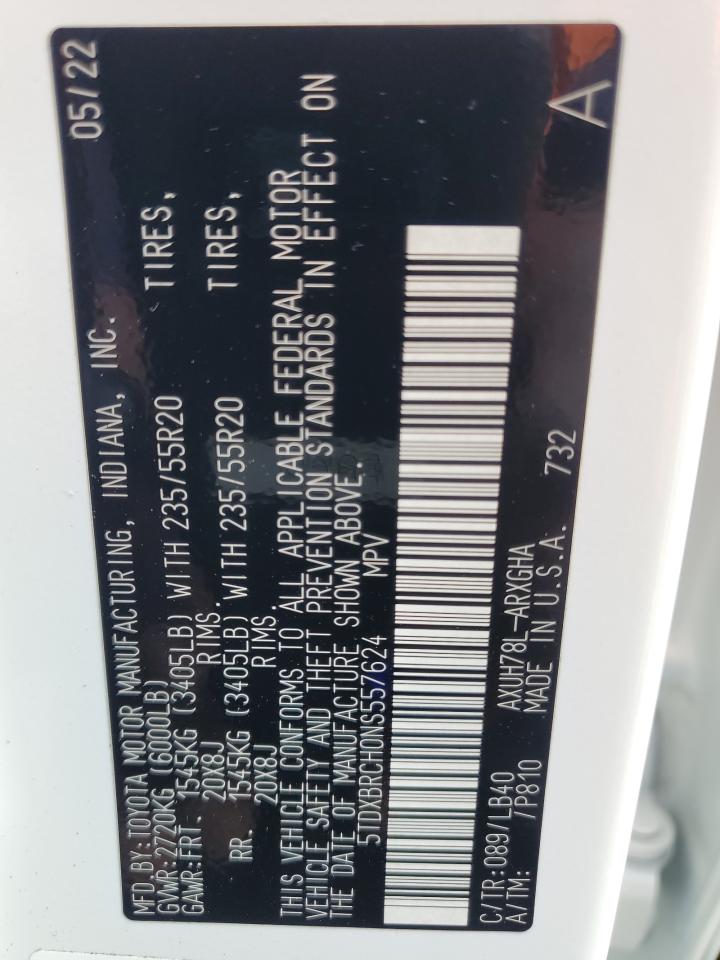 MFD.BY:TOYOTA MOTOR MANUFACTURING, INDIANA, INC. 05/22
GVWR:2720KG (6000LB)
GAWR:FRT. 1545KG (3405LB) WITH 235/55R20 TIRES,
20X8J RIMS.
RR. 1545KG (3405LB) WITH 235/55R20 TIRES,
20X8J RIMS.
THIS VEHICLE CONFORMS TO ALL APPLICABLE FEDERAL MOTOR
VEHICLE SAFETY AND THEFT PREVENTION STANDARDS IN EFFECT ON
THE DATE OF MANUFACTURE SHOWN ABOVE.
5TDXBRCH0NS557624 MPV
C/TR:089/LB40 AXUH78L-ARXGHA
A/TM: /P810 MADE IN U.S.A. 732 A